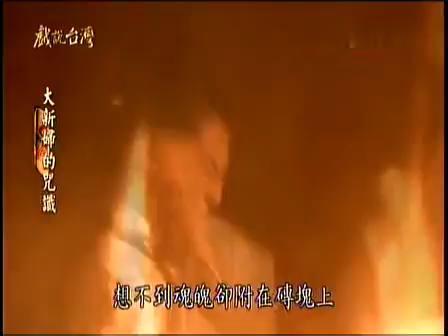 戲說台灣
大新婦的咒讖
想不到魂魄卻附在磚塊上